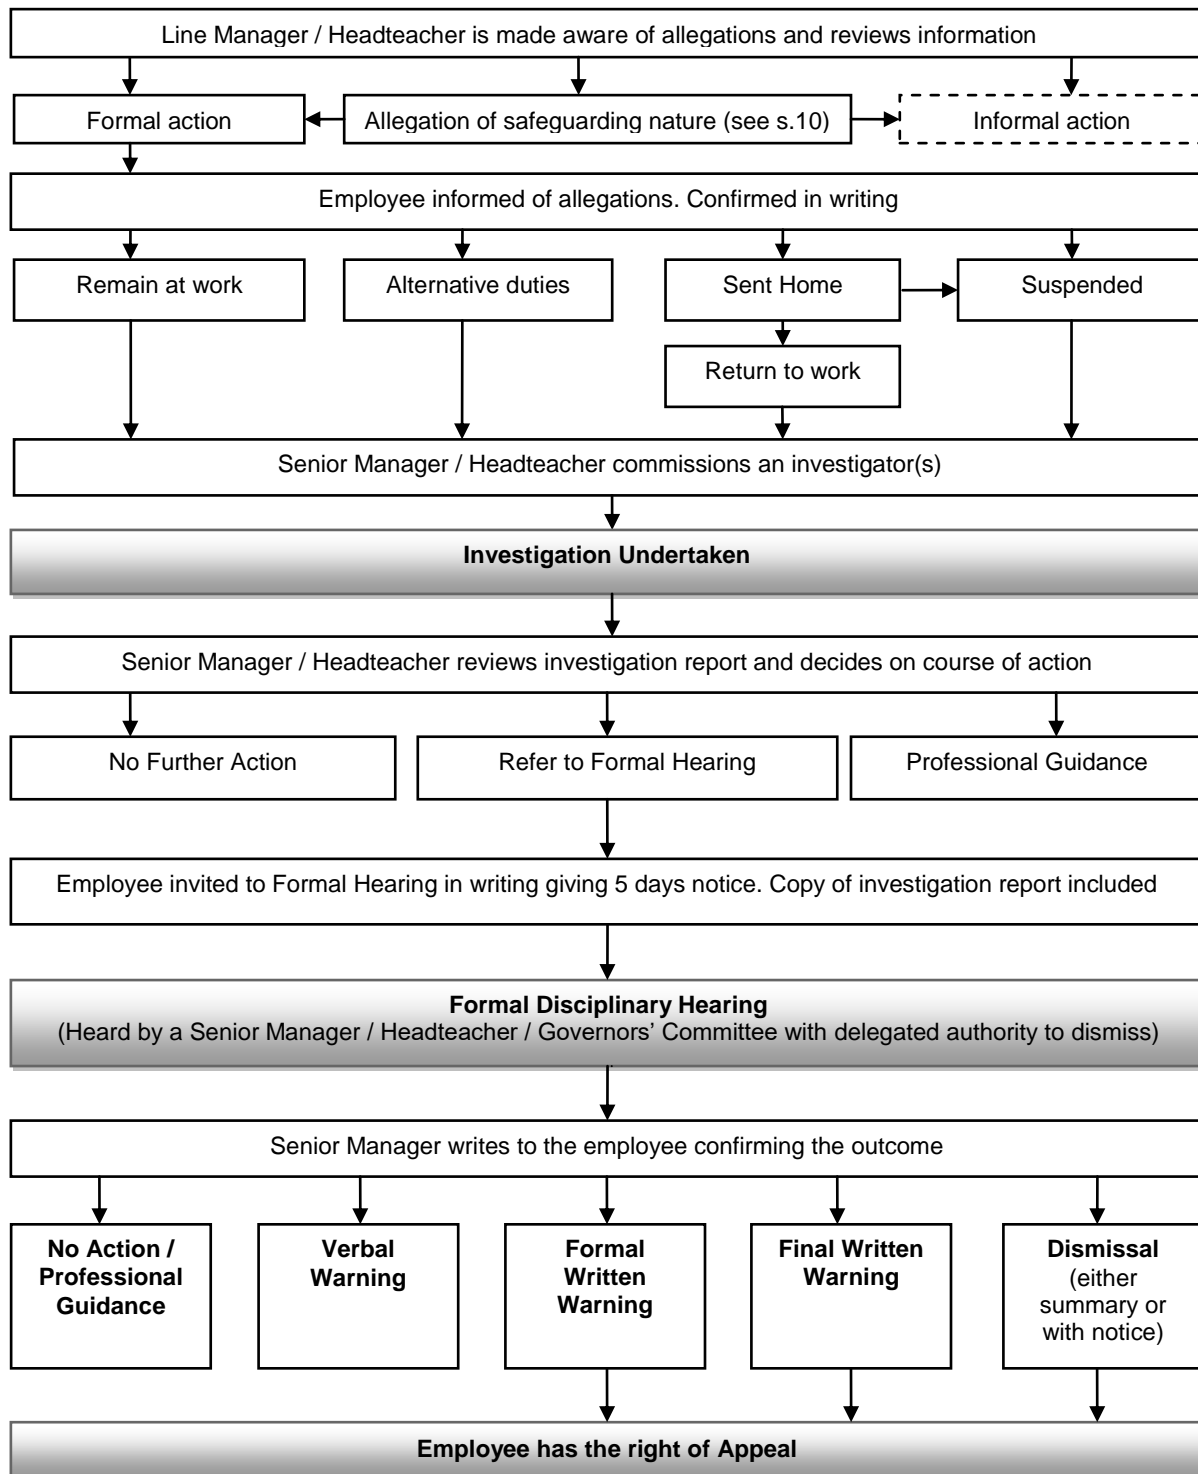 Line Manager / Headteacher is made aware of allegations and reviews information
Formal action
Allegation of safeguarding nature (see s.10)
Informal action
Employee informed of allegations. Confirmed in writing
Remain at work
Alternative duties
Sent Home
Suspended
Return to work
Senior Manager / Headteacher commissions an investigator(s)
Investigation Undertaken
Senior Manager / Headteacher reviews investigation report and decides on course of action
No Further Action
Refer to Formal Hearing
Professional Guidance
Employee invited to Formal Hearing in writing giving 5 days notice. Copy of investigation report included
Formal Disciplinary Hearing
(Heard by a Senior Manager / Headteacher / Governors’ Committee with delegated authority to dismiss)
Senior Manager writes to the employee confirming the outcome
No Action /
Professional
Guidance
Verbal
Warning
Formal
Written
Warning
Final Written
Warning
Dismissal
(either
summary or
with notice)
Employee has the right of Appeal